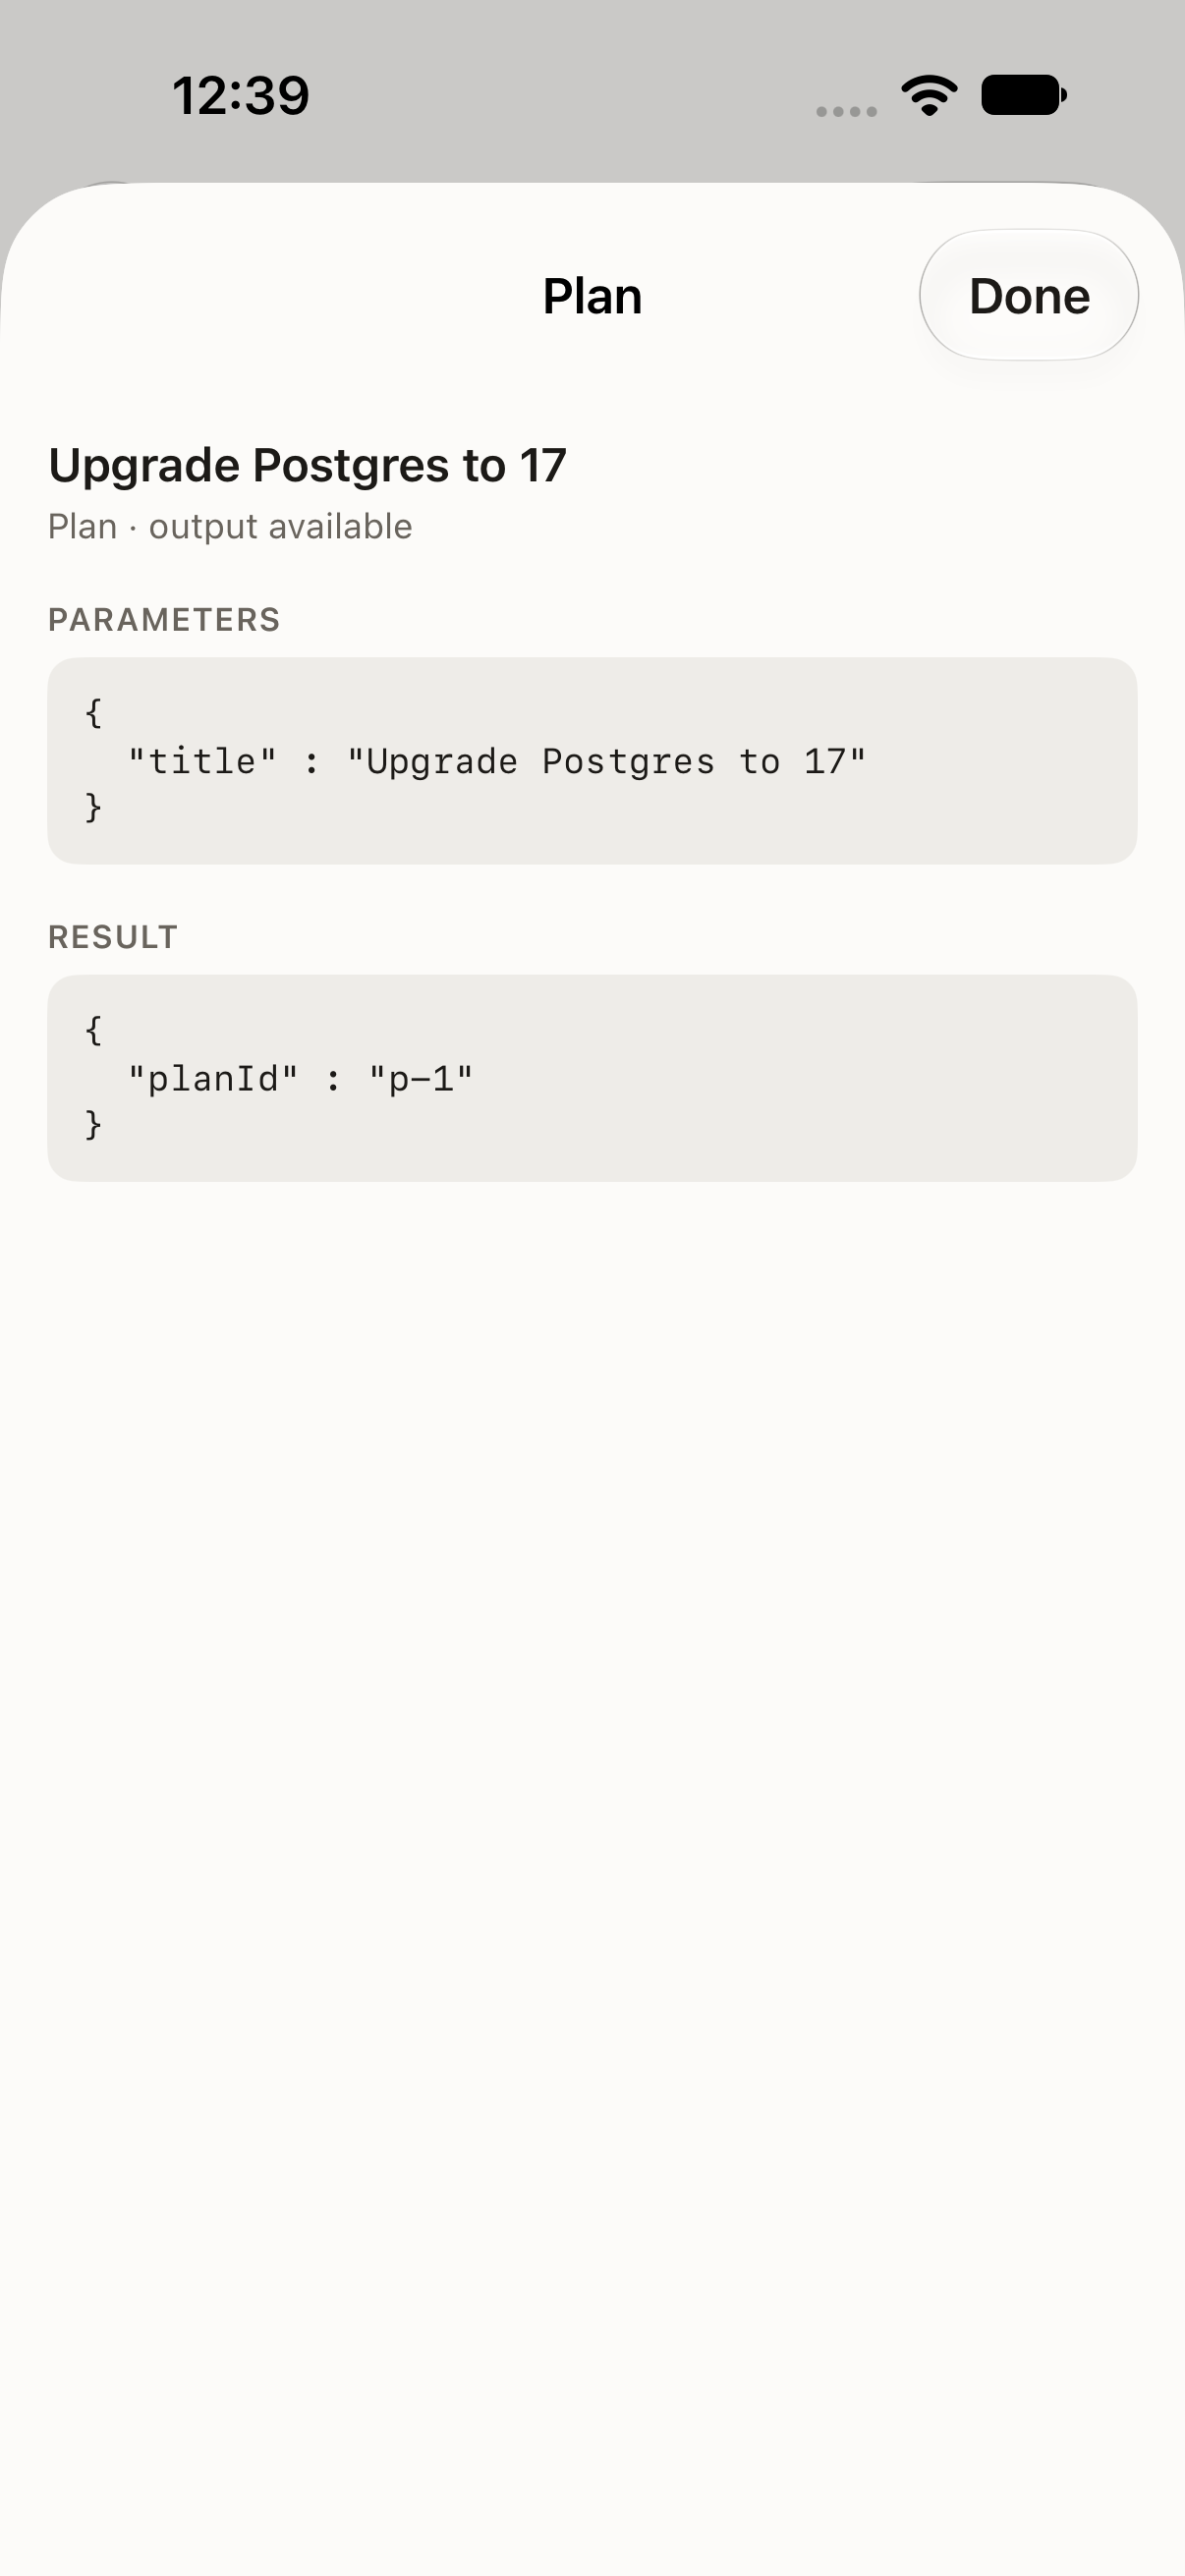 12:39
Plan
Done
Upgrade Postgres to 17
Plan · output available
PARAMETERS
{
  "title" : "Upgrade Postgres to 17"
}
RESULT
{
  "planId" : "p-1"
}